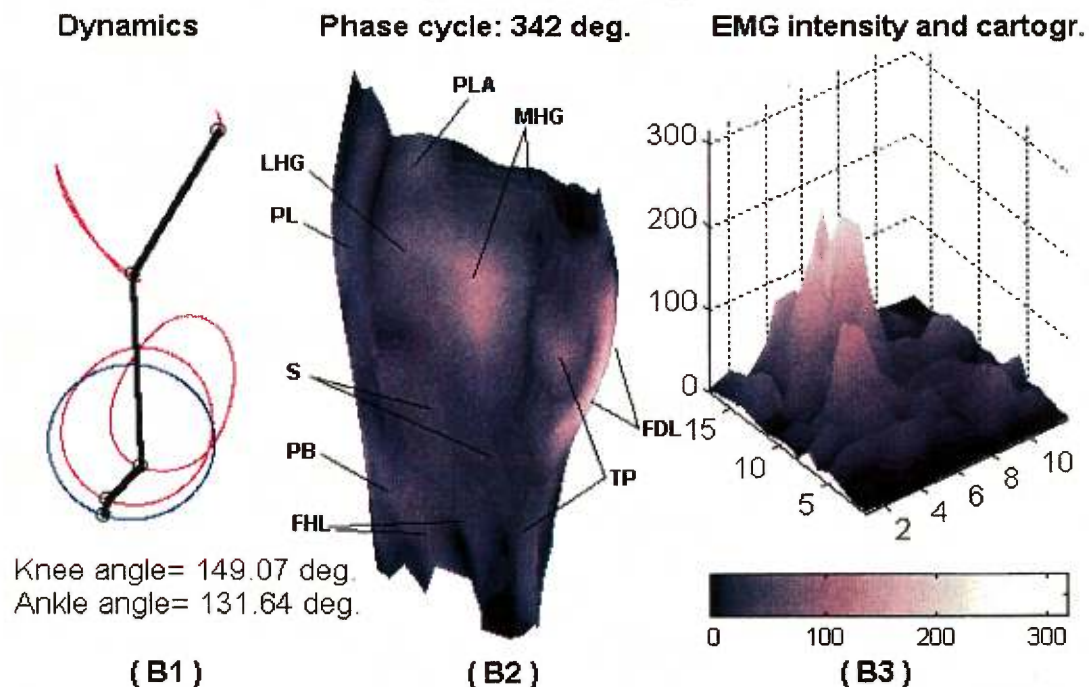 Dynamics
Phase cycle: 342 deg.
EMG intensity and cartogr.
PLA
MHG
LHG
PL
S
PB
FHL
FDL
TP
300
200
100
0
15
10
5
2
4
6
8
10
Knee angle= 149.07 deg.
Ankle angle= 131.64 deg.
0
100
200
300
( B1 )
( B2 )
( B3 )